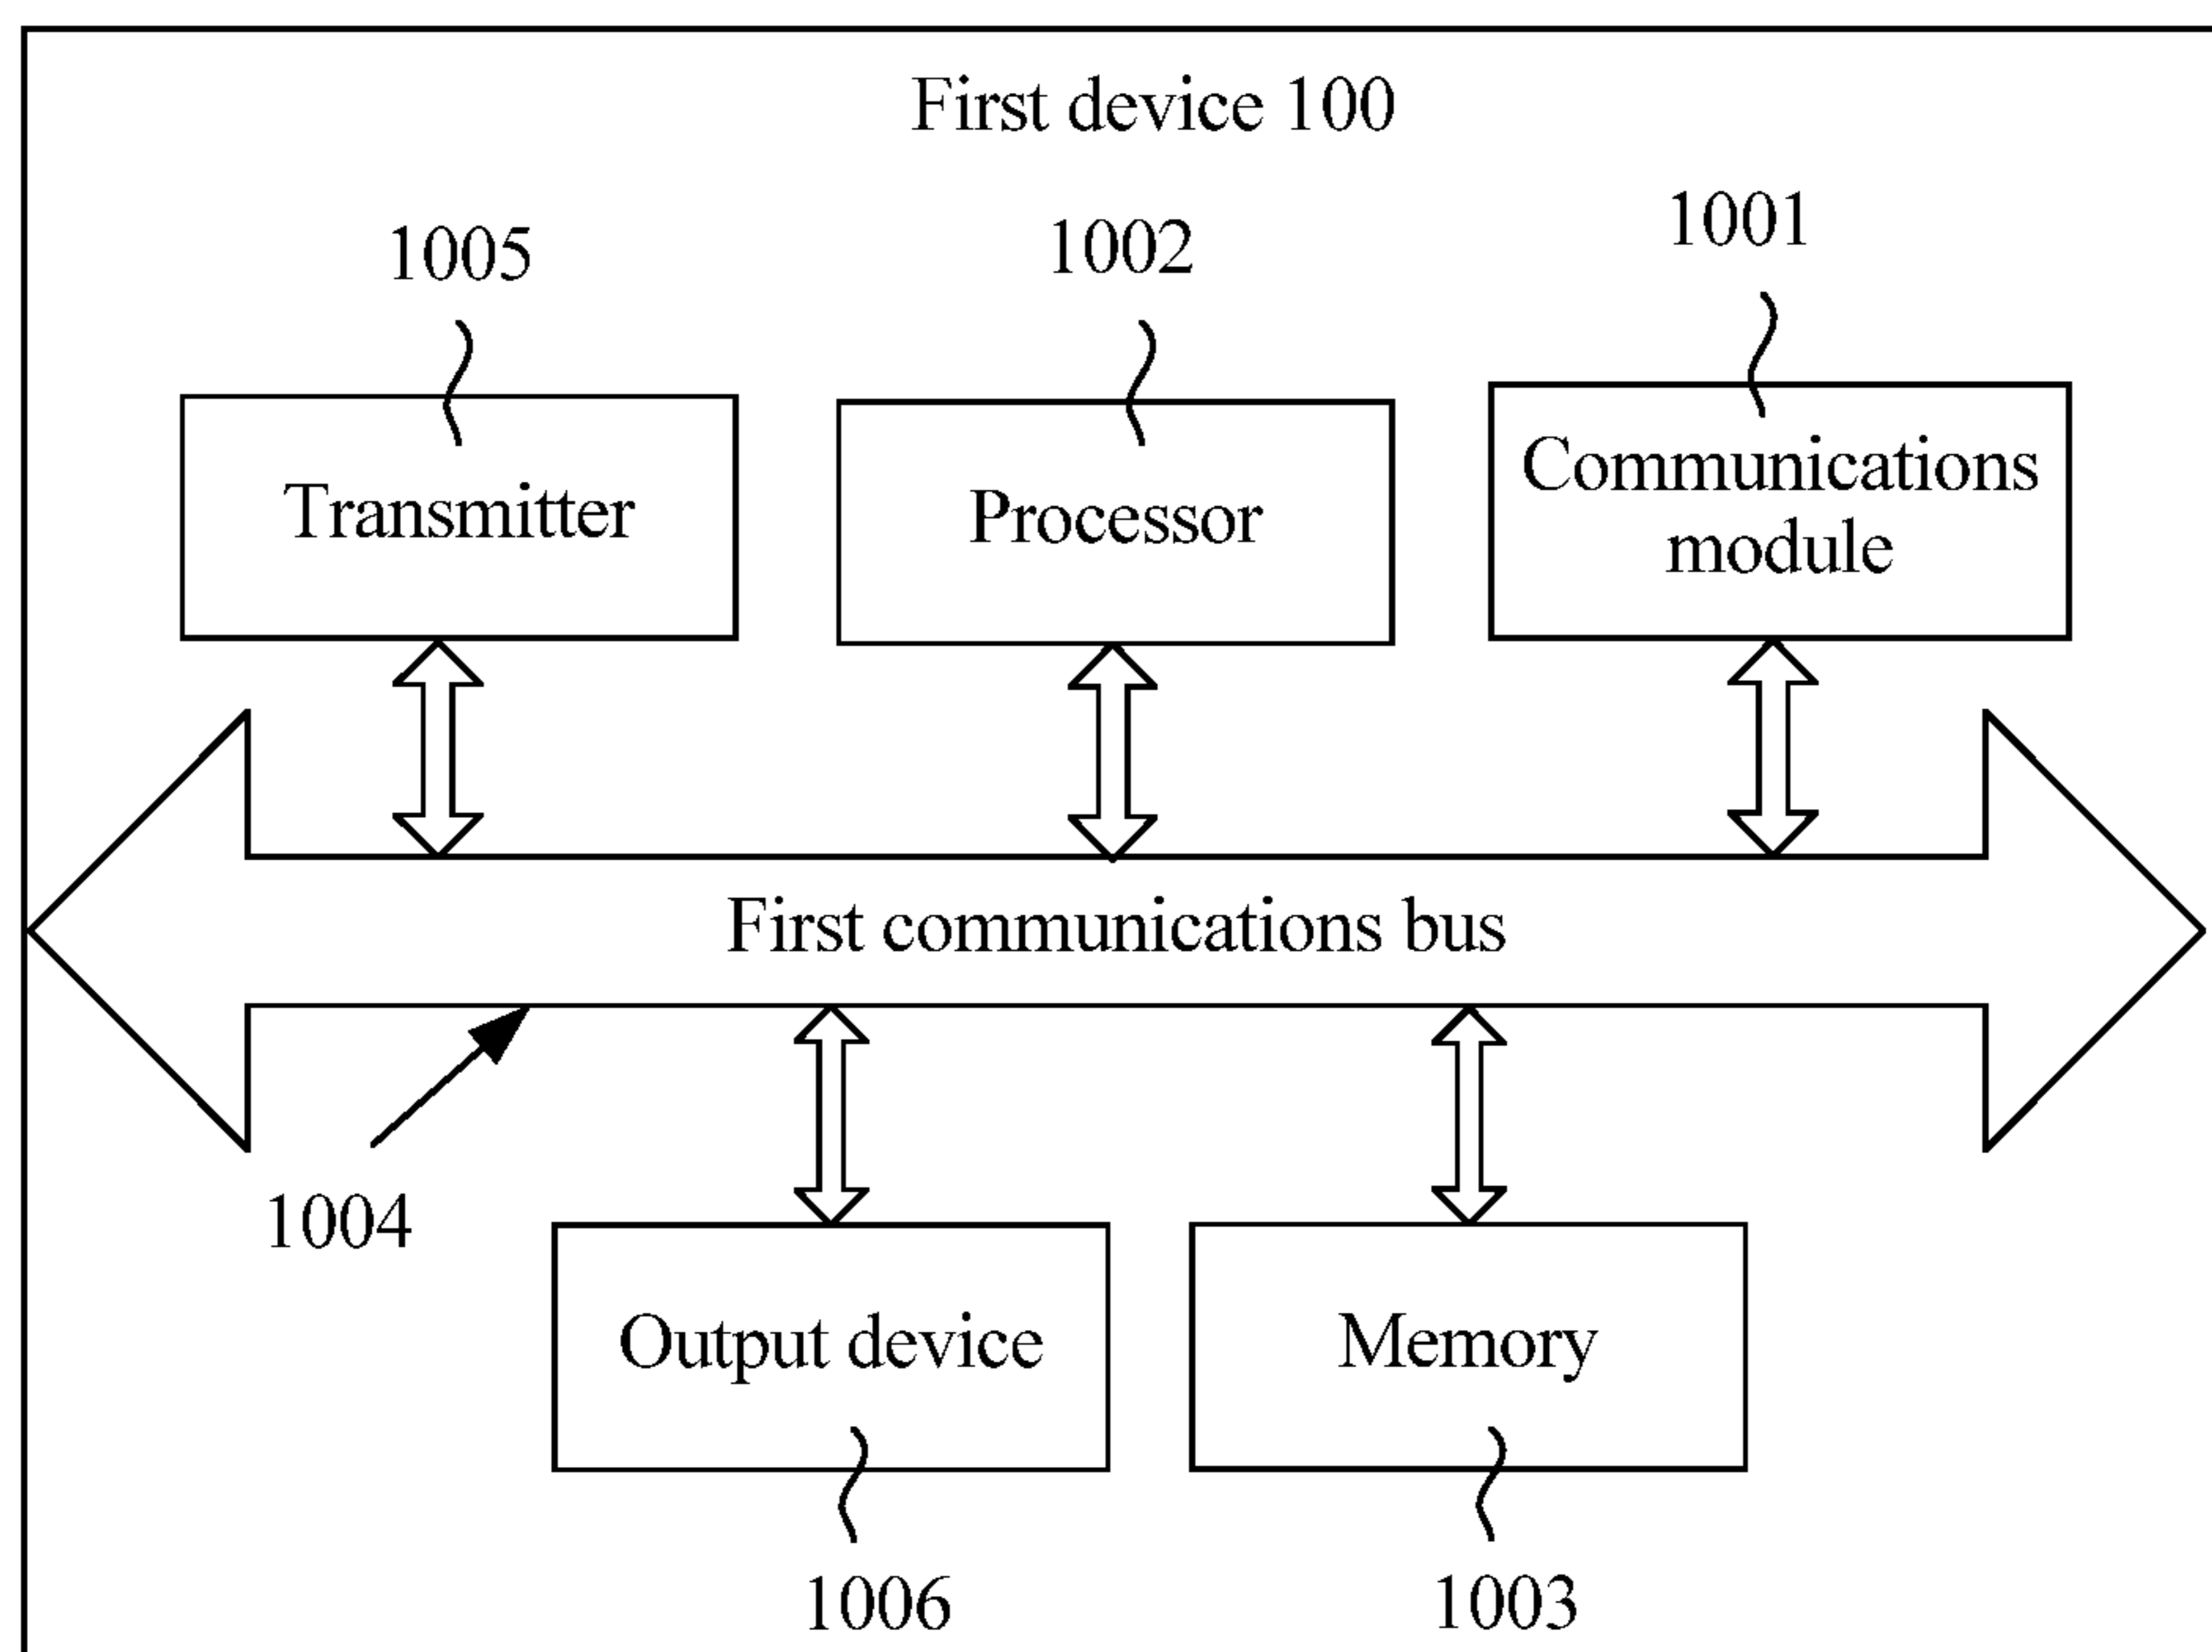 First device 100
1005
1002
1001
Transmitter
Processor
Communications
module
First communications bus
1004
Output device
Memory
1006
1003